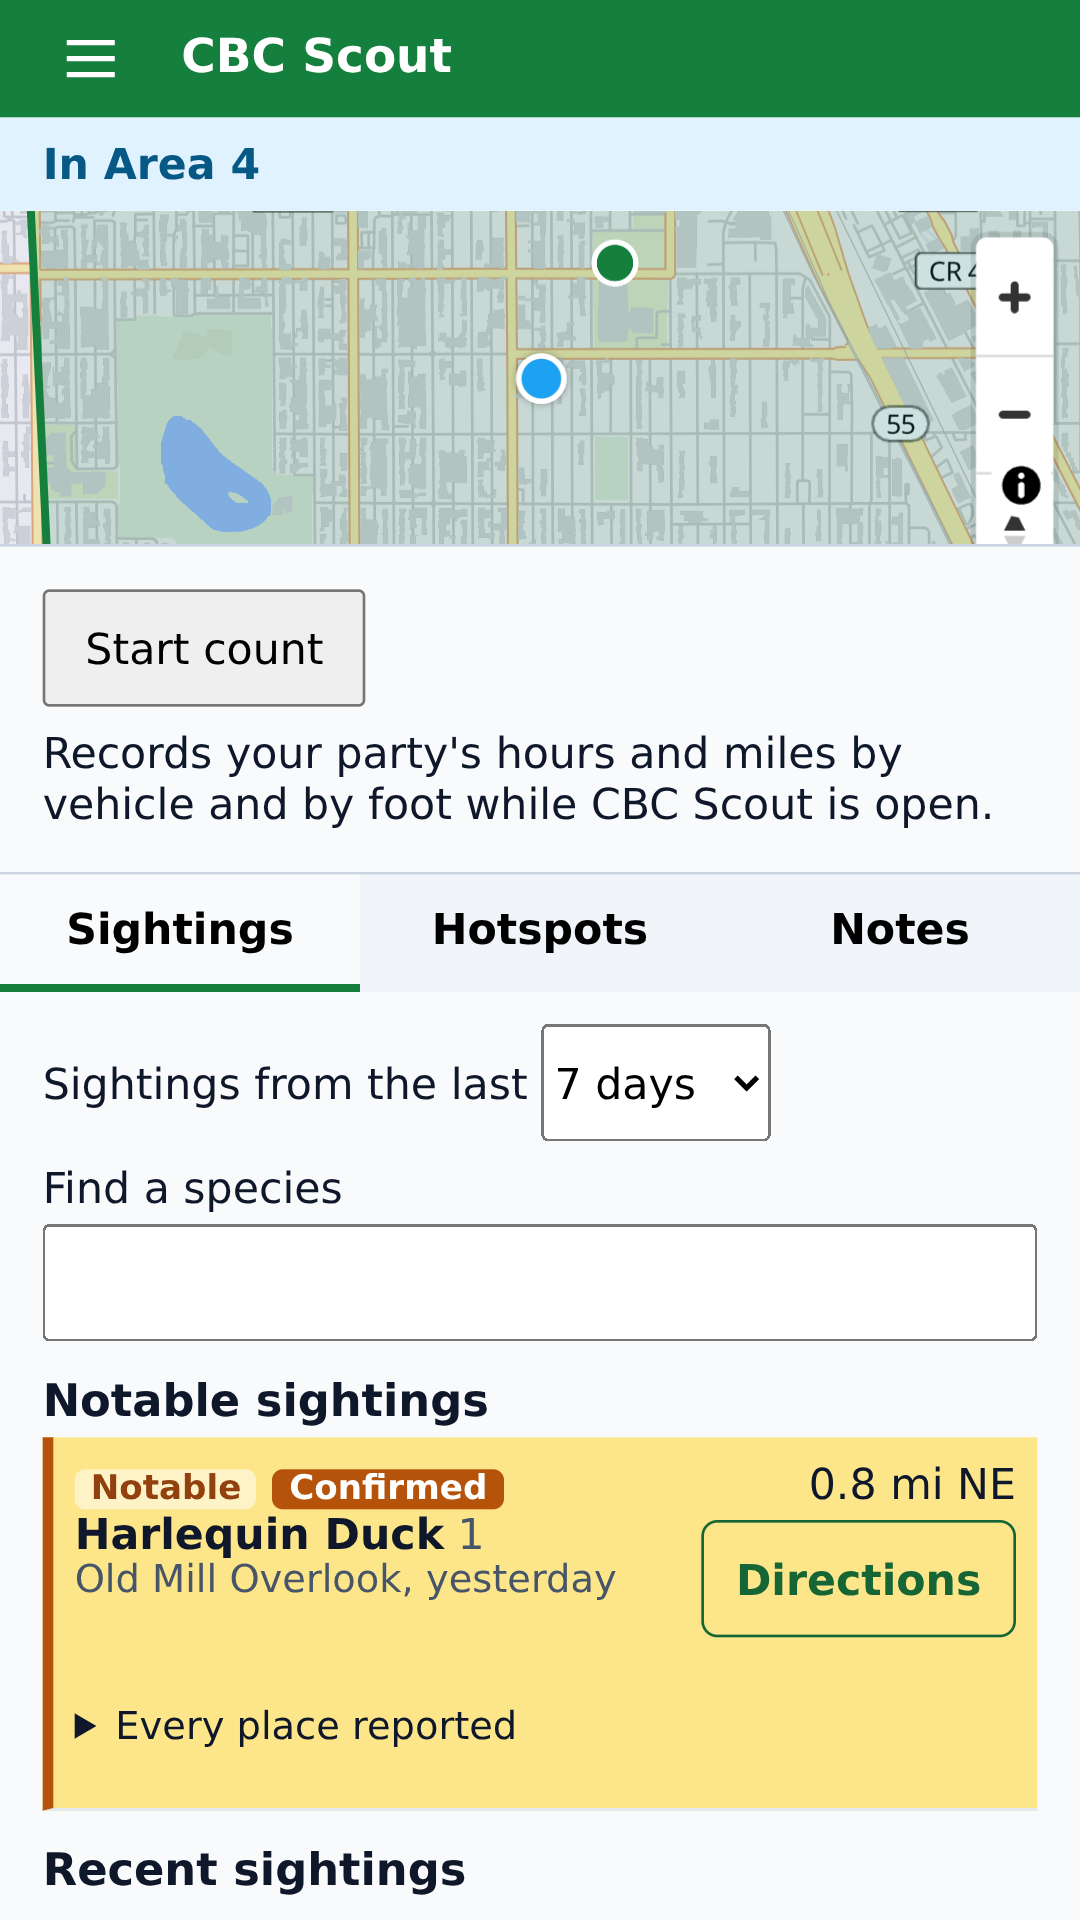 CBC Scout
In Area 4
CR 4
55
Start count
Records your party's hours and miles by
vehicle and by foot while CBC Scout is open.
Sightings
Hotspots
Notes
Sightings from the last 7 days
Find a species
Notable sightings
Notable Confirmed
0.8 mi NE
Harlequin Duck 1
Old Mill Overlook, yesterday
Directions
Every place reported
Recent sightings